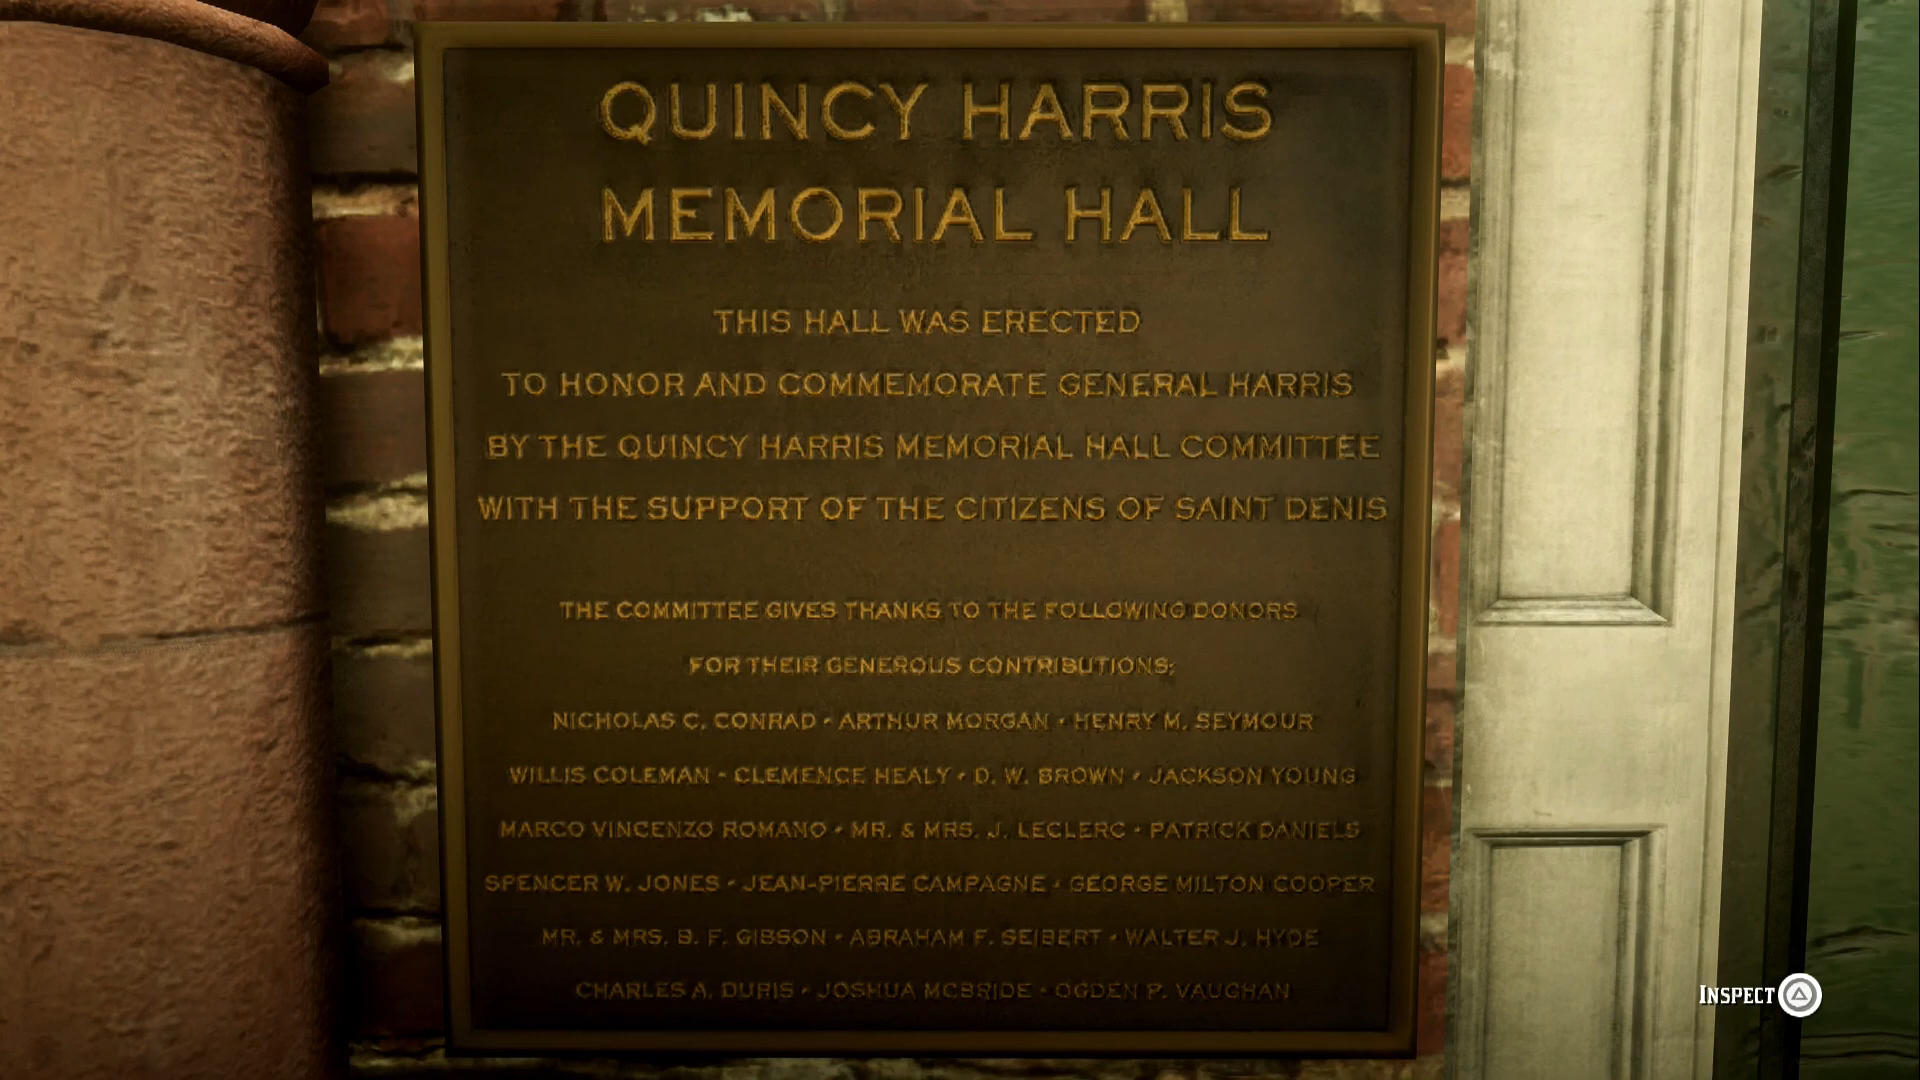 QUINCY HARRIS
MEMORIAL HALL
THIS HALL WAS ERECTED
TO HONOR AND COMMEMORATE GENERAL HARRIS
BY THE QUINCY HARRIS MEMORIAL HALL COMMITTEE
WITH THE SUPPORT OF THE CITIZENS OF SAINT DENIS
THE COMMITTEE GIVES THANKS TO THE FOLLOWING DONORS
FOR THEIR GENEROUS CONTRIBUTIONS;
NICHOLAS C. CONRAD • ARTHUR MORGAN • HENRY M. SEYMOUR
WILLIS COLEMAN • CLEMENCE HEALY • D. W. BROWN • JACKSON YOUNG
MARCO VINCENZO ROMANO • MR. & MRS. J. LECLERC • PATRICK DANIELS
SPENCER W. JONES • JEAN-PIERRE CAMPAGNE • GEORGE MILTON COOPER
MR. & MRS. B. F. GIBSON • ABRAHAM F. SEIBERT • WALTER J. HYDE
CHARLES A. DURIS • JOSHUA MCBRIDE • OGDEN P. VAUGHAN
INSPECT